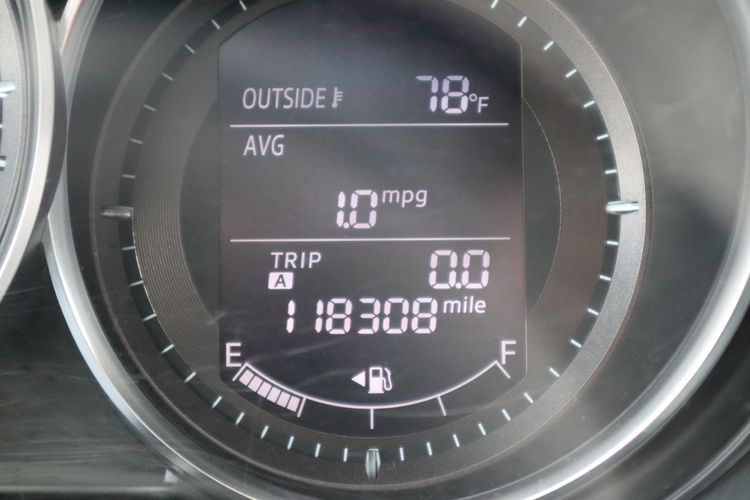 OUTSIDE 78°F
AVG
1.0 mpg
TRIP A 0.0
118308 mile
E F